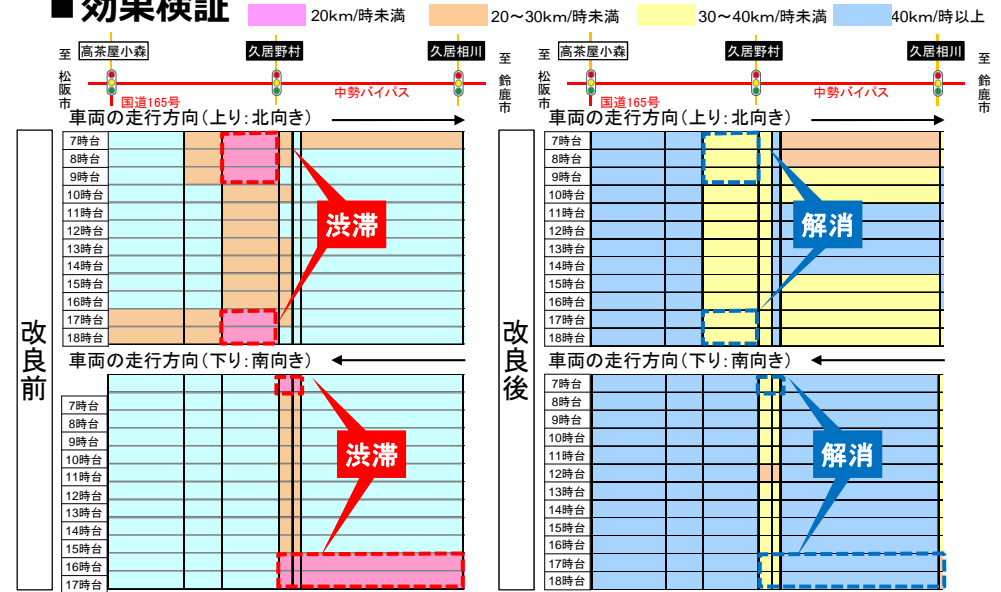 ■効果検証
20km/時未満
20～30km/時未満
30～40km/時未満
40km/時以上
至 松阪市
高茶屋小森
久居野村
久居相川
至 鈴鹿市
国道165号
中勢バイパス
車両の走行方向(上り:北向き)
改良前
7時台
8時台
9時台
10時台
11時台
12時台
13時台
14時台
15時台
16時台
17時台
18時台
渋滞
車両の走行方向(下り:南向き)
7時台
8時台
9時台
10時台
11時台
12時台
13時台
14時台
15時台
16時台
17時台
渋滞
至 松阪市
高茶屋小森
久居野村
久居相川
至 鈴鹿市
国道165号
中勢バイパス
車両の走行方向(上り:北向き)
改良後
7時台
8時台
9時台
10時台
11時台
12時台
13時台
14時台
15時台
16時台
17時台
18時台
解消
車両の走行方向(下り:南向き)
7時台
8時台
9時台
10時台
11時台
12時台
13時台
14時台
15時台
16時台
17時台
18時台
解消